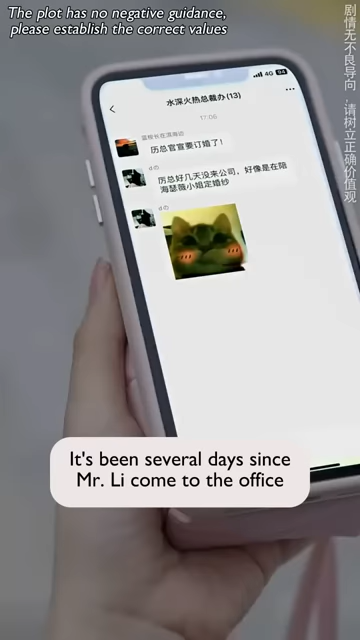 The plot has no negative guidance,
please establish the correct values
剧情无不良导向，请树立正确价值观
4G
水深火热总裁办(13)
17:06
历总官宣要订婚了！
d の
厉总好几天没来公司，好像是在陪
海瑟薇小姐定婚纱
d の
It's been several days since
Mr. Li come to the office